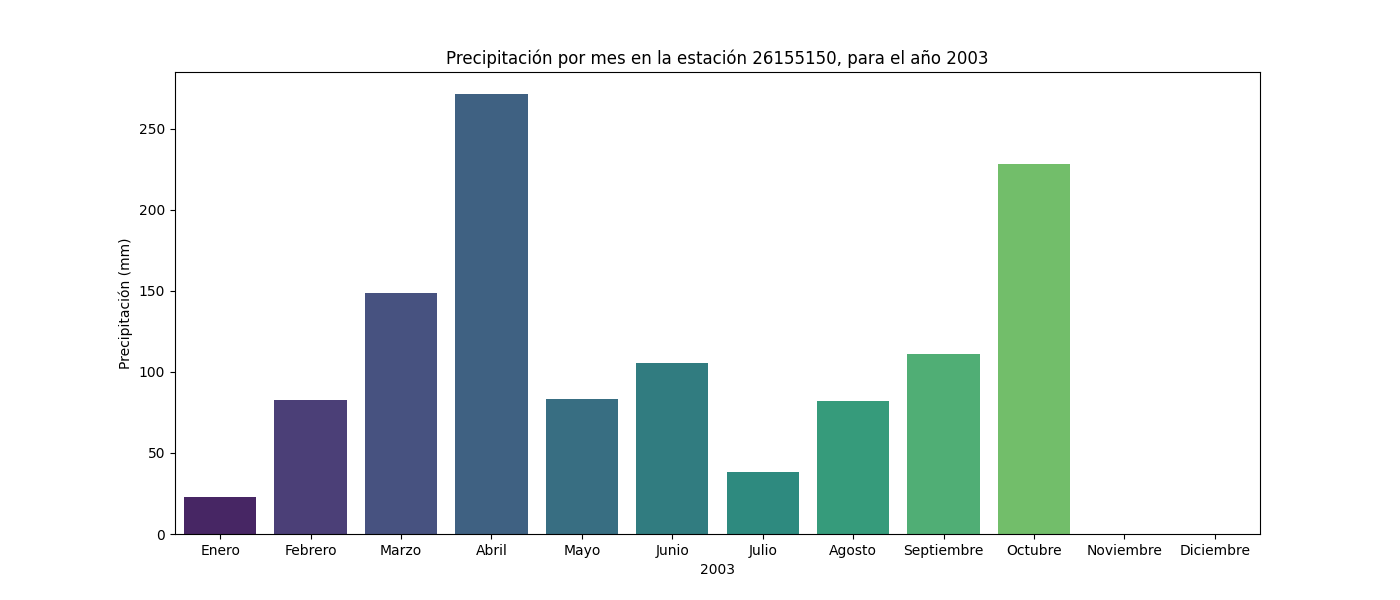 Precipitación por mes en la estación 26155150, para el año 2003
Precipitación (mm)
250
200
150
100
50
0
Enero Febrero Marzo Abril Mayo Junio Julio Agosto Septiembre Octubre Noviembre Diciembre
2003